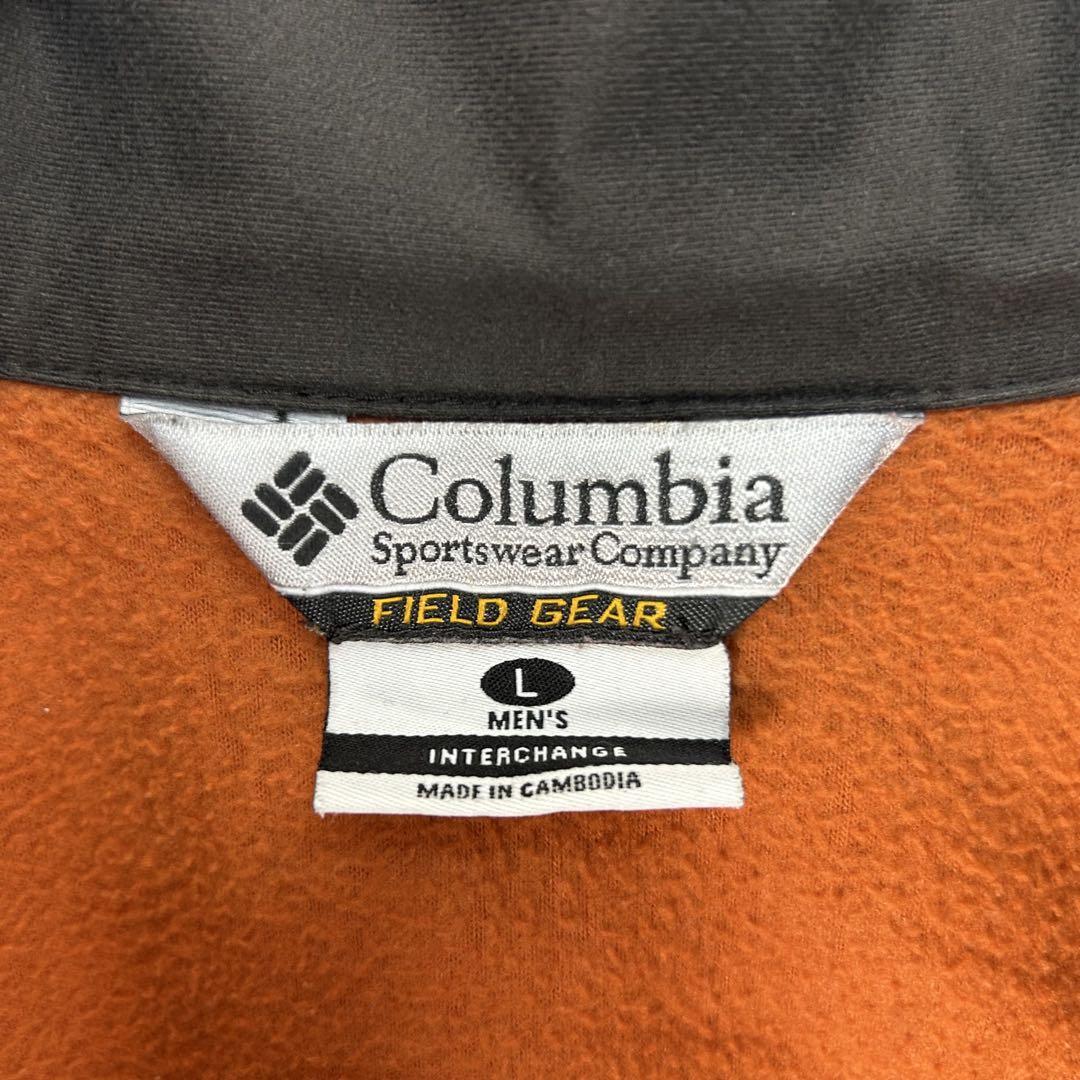 Columbia
Sportswear Company
FIELD GEAR
L
MEN'S
INTERCHANGE
MADE IN CAMBODIA